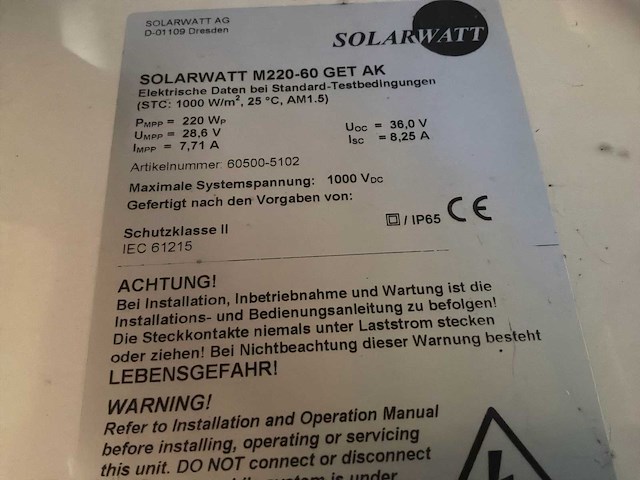 SOLARWATT AG
D-01109 Dresden
SOLARWATT
SOLARWATT M220-60 GET AK
Elektrische Daten bei Standard-Testbedingungen
(STC: 1000 W/m², 25 °C, AM1.5)
PMPP = 220 WP
UMPP = 28,6 V
IMPP = 7,71 A
UOC = 36,0 V
ISC = 8,25 A
Artikelnummer: 60500-5102
Maximale Systemspannung: 1000 VDC
Gefertigt nach den Vorgaben von:
/ IP65 CE
Schutzklasse II
IEC 61215
ACHTUNG!
Bei Installation, Inbetriebnahme und Wartung ist die
Installations- und Bedienungsanleitung zu befolgen!
Die Steckkontakte niemals unter Laststrom stecken
oder ziehen! Bei Nichtbeachtung dieser Warnung besteht
LEBENSGEFAHR!
WARNING!
Refer to Installation and Operation Manual
before installing, operating or servicing
this unit. DO NOT connect or disconnect
system is under